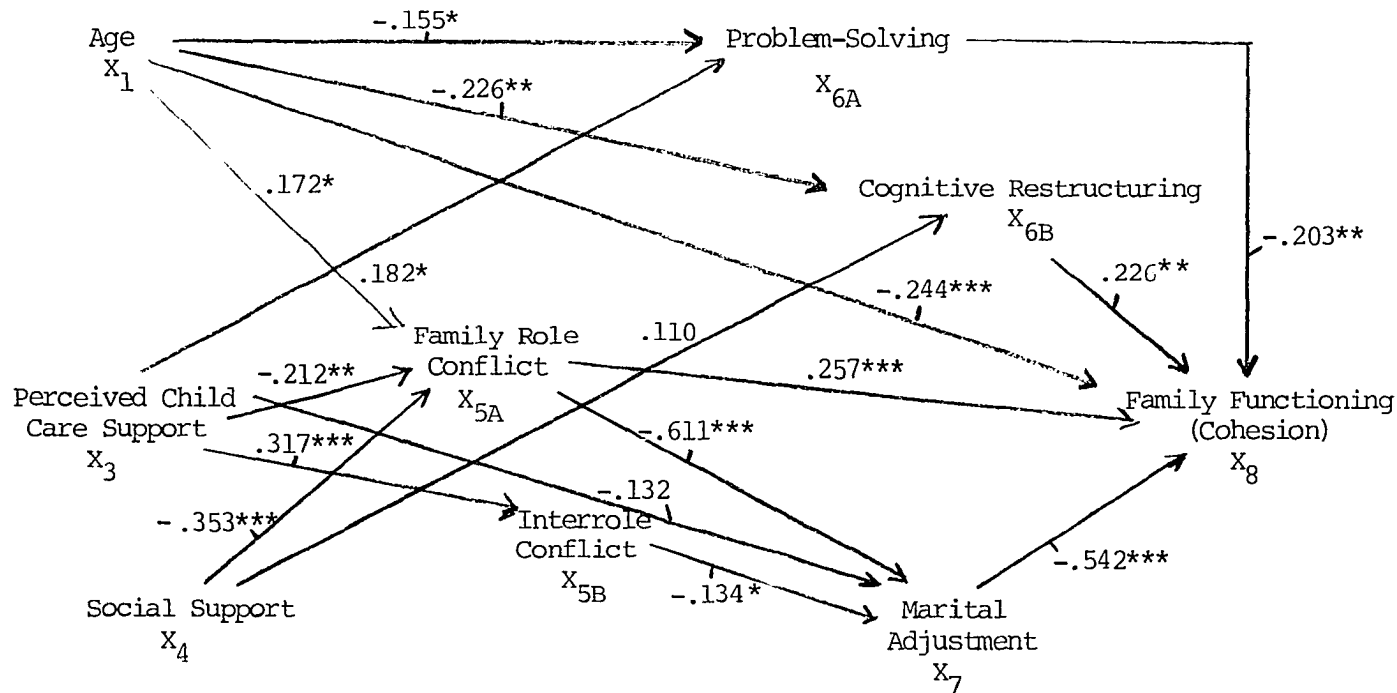 -.155*
Age
X1
Problem-Solving
X6A
-.226**
.172*
Cognitive Restructuring
X6B
-.203**
.182*
-.244***
.226**
Family Role
Conflict
X5A
.110
-.212**
.257***
Perceived Child
Care Support
X3
Family Functioning
(Cohesion)
X8
.317***
-.611***
-.132
-.353***
Interrole
Conflict
X5B
-.134*
-.542***
Social Support
X4
Marital
Adjustment
X7